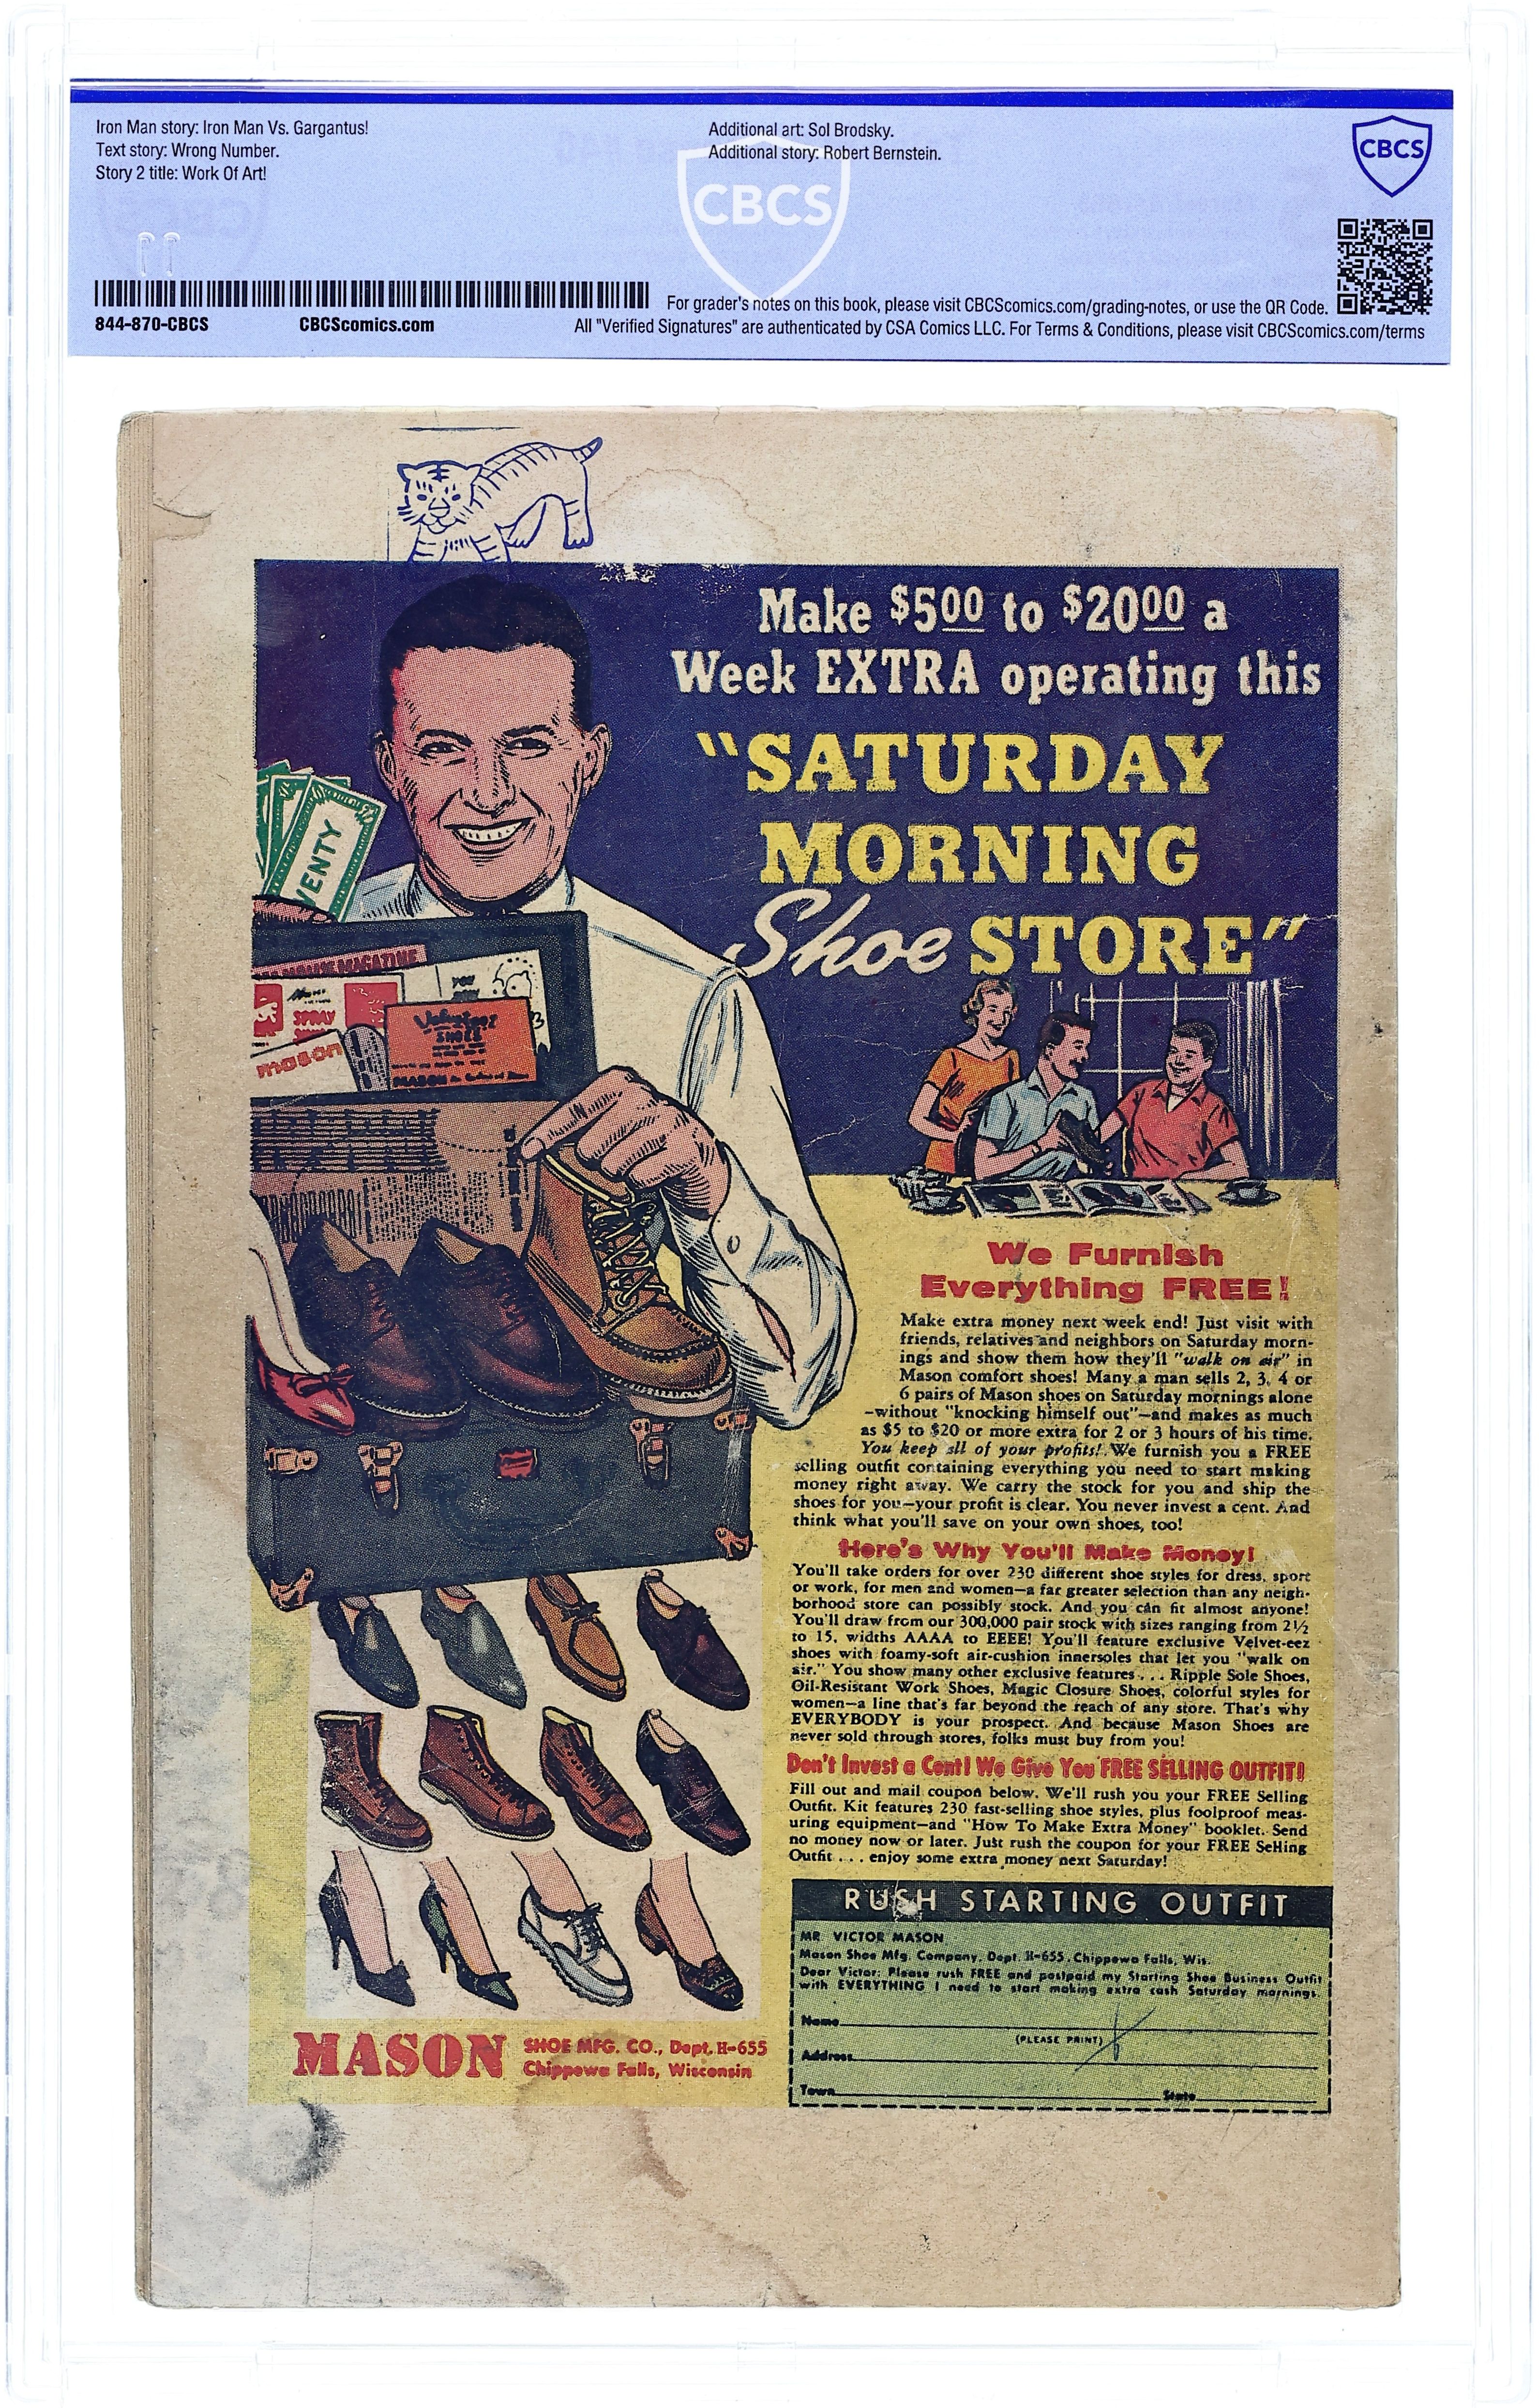 Iron Man story: Iron Man Vs. Gargantus!
Text story: Wrong Number.
Story 2 title: Work Of Art!
Additional art: Sol Brodsky.
Additional story: Robert Bernstein.
CBCS
CBCS
844-870-CBCS
CBCScomics.com
For grader's notes on this book, please visit CBCScomics.com/grading-notes, or use the QR Code.
All "Verified Signatures" are authenticated by CSA Comics LLC. For Terms & Conditions, please visit CBCScomics.com/terms
Make $500 to $2000 a
Week EXTRA operating this
"SATURDAY
MORNING
Shoe STORE"
VENTY
MAGAZINE
SPRAY
mason
YOU
Velveteez
SHOES
MASON
We Furnish
Everything FREE!
Make extra money next week end! Just visit with
friends, relatives and neighbors on Saturday morn-
ings and show them how they'll "walk on air" in
Mason comfort shoes! Many a man sells 2, 3, 4 or
6 pairs of Mason shoes on Saturday mornings alone
—without "knocking himself out"—and makes as much
as $5 to $20 or more extra for 2 or 3 hours of his time.
You keep all of your profits! We furnish you a FREE
selling outfit containing everything you need to start making
money right away. We carry the stock for you and ship the
shoes for you—your profit is clear. You never invest a cent. And
think what you'll save on your own shoes, too!
Here's Why You'll Make Money!
You'll take orders for over 230 different shoe styles for dress, sport
or work, for men and women—a far greater selection than any neigh-
borhood store can possibly stock. And you can fit almost anyone!
You'll draw from our 300,000 pair stock with sizes ranging from 2½
to 15, widths AAAA to EEEE! You'll feature exclusive Velvet-eez
shoes with foamy-soft air-cushion innersoles that let you "walk on
air." You show many other exclusive features . . . Ripple Sole Shoes,
Oil-Resistant Work Shoes, Magic Closure Shoes, colorful styles for
women—a line that's far beyond the reach of any store. That's why
EVERYBODY is your prospect. And because Mason Shoes are
never sold through stores, folks must buy from you!
Don't Invest a Cent! We Give You FREE SELLING OUTFIT!
Fill out and mail coupon below. We'll rush you your FREE Selling
Outfit. Kit features 230 fast-selling shoe styles, plus foolproof meas-
uring equipment—and "How To Make Extra Money" booklet. Send
no money now or later. Just rush the coupon for your FREE Selling
Outfit . . . enjoy some extra money next Saturday!
RUSH STARTING OUTFIT
MR. VICTOR MASON
Mason Shoe Mfg. Company, Dept. H-655, Chippewa Falls, Wis.
Dear Victor: Please rush FREE and postpaid my Starting Shoe Business Outfit
with EVERYTHING I need to start making extra cash Saturday mornings.
Name
(PLEASE PRINT)
Address
Town State
MASON SHOE MFG. CO., Dept. H-655
Chippewa Falls, Wisconsin